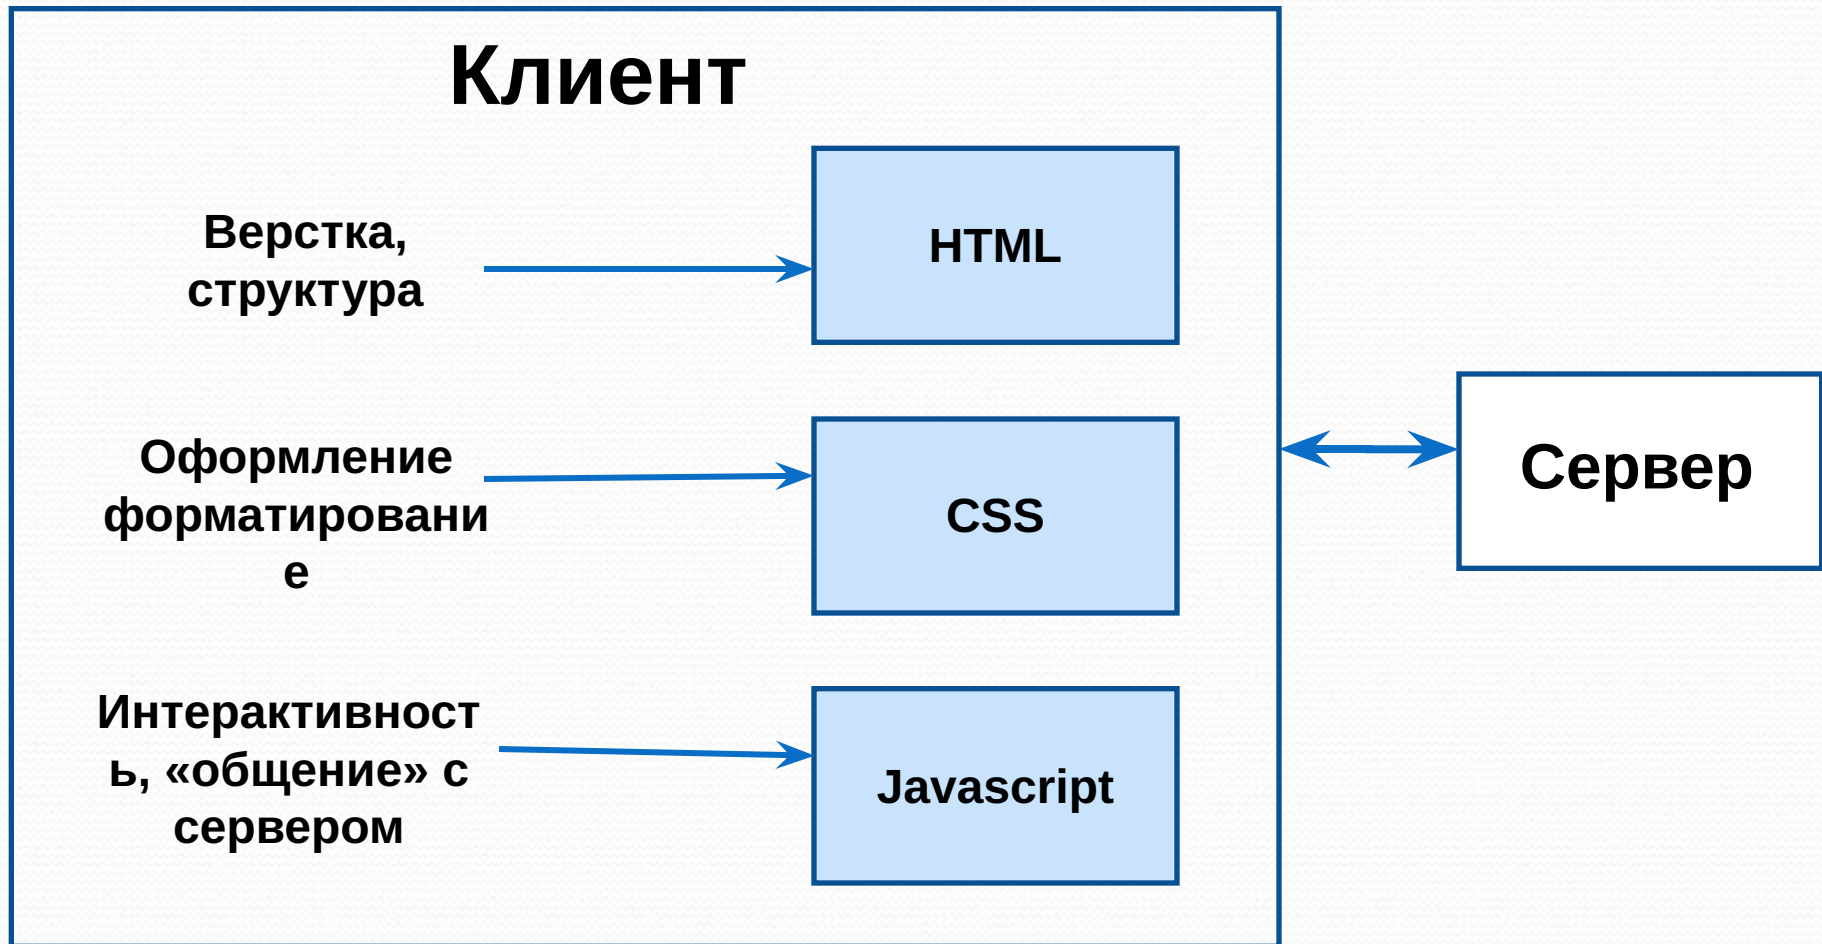 Клиент
Верстка,
структура
HTML
Оформление
форматировани
е
CSS
Интерактивност
ь, «общение» с
сервером
Javascript
Сервер